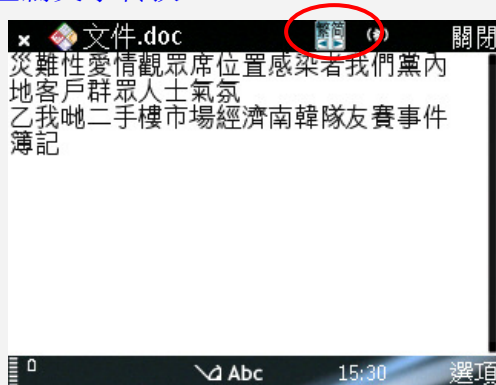 文件.doc 繁简 關閉
災難性愛情觀眾席位置感染者我們黨內
地客戶群眾人士氣氛
乙我哋二手樓市場經濟南韓隊友賽事件
簿記
Abc 15:30 選項